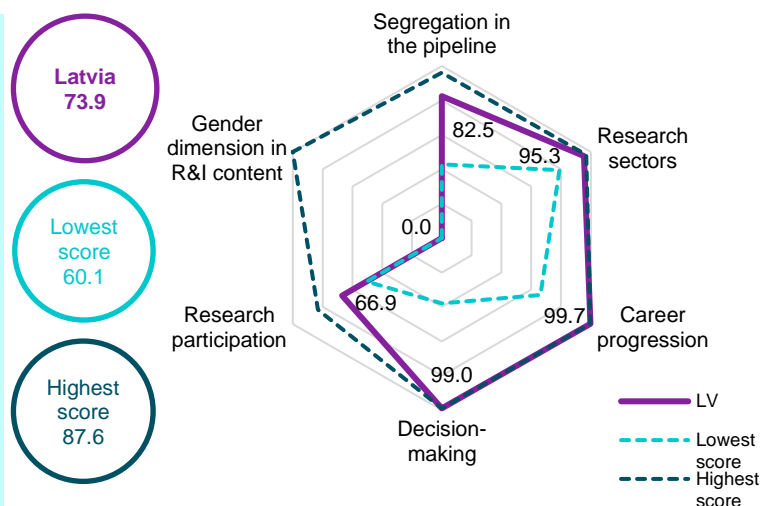 Latvia
73.9
Lowest
score
60.1
Highest
score
87.6
Segregation in
the pipeline
Research
sectors
Career
progression
Decision-
making
Research
participation
Gender
dimension in
R&I content
82.5
95.3
99.7
99.0
66.9
0.0
LV
Lowest
score
Highest
score